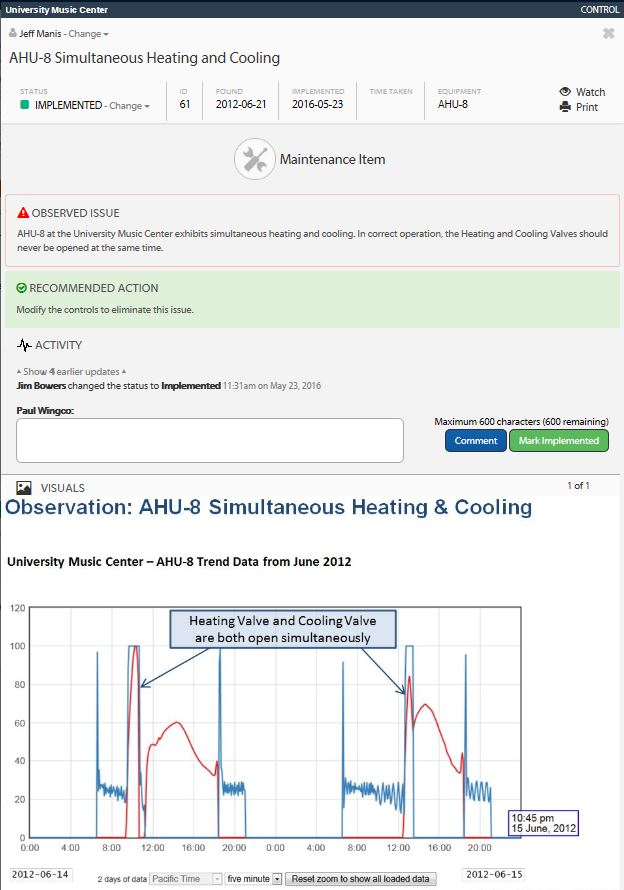 University Music Center CONTROL
Jeff Manis - Change
AHU-8 Simultaneous Heating and Cooling
STATUS ID FOUND IMPLEMENTED TIME TAKEN EQUIPMENT
IMPLEMENTED - Change 61 2012-06-21 2016-05-23 AHU-8
Watch
Print
Maintenance Item
OBSERVED ISSUE
AHU-8 at the University Music Center exhibits simultaneous heating and cooling. In correct operation, the Heating and Cooling Valves should
never be opened at the same time.
RECOMMENDED ACTION
Modify the controls to eliminate this issue.
ACTIVITY
Show 4 earlier updates
Jim Bowers changed the status to Implemented 11:31am on May 23, 2016
Paul Wingco:
Maximum 600 characters (600 remaining)
Comment Mark Implemented
VISUALS 1 of 1
Observation: AHU-8 Simultaneous Heating & Cooling
University Music Center – AHU-8 Trend Data from June 2012
Heating Valve and Cooling Valve
are both open simultaneously
120
100
80
60
40
20
0
0:00 4:00 8:00 12:00 16:00 20:00 0:00 4:00 8:00 12:00 16:00 20:00
10:45 pm
15 June, 2012
2012-06-14 2012-06-15
2 days of data Pacific Time five minute Reset zoom to show all loaded data